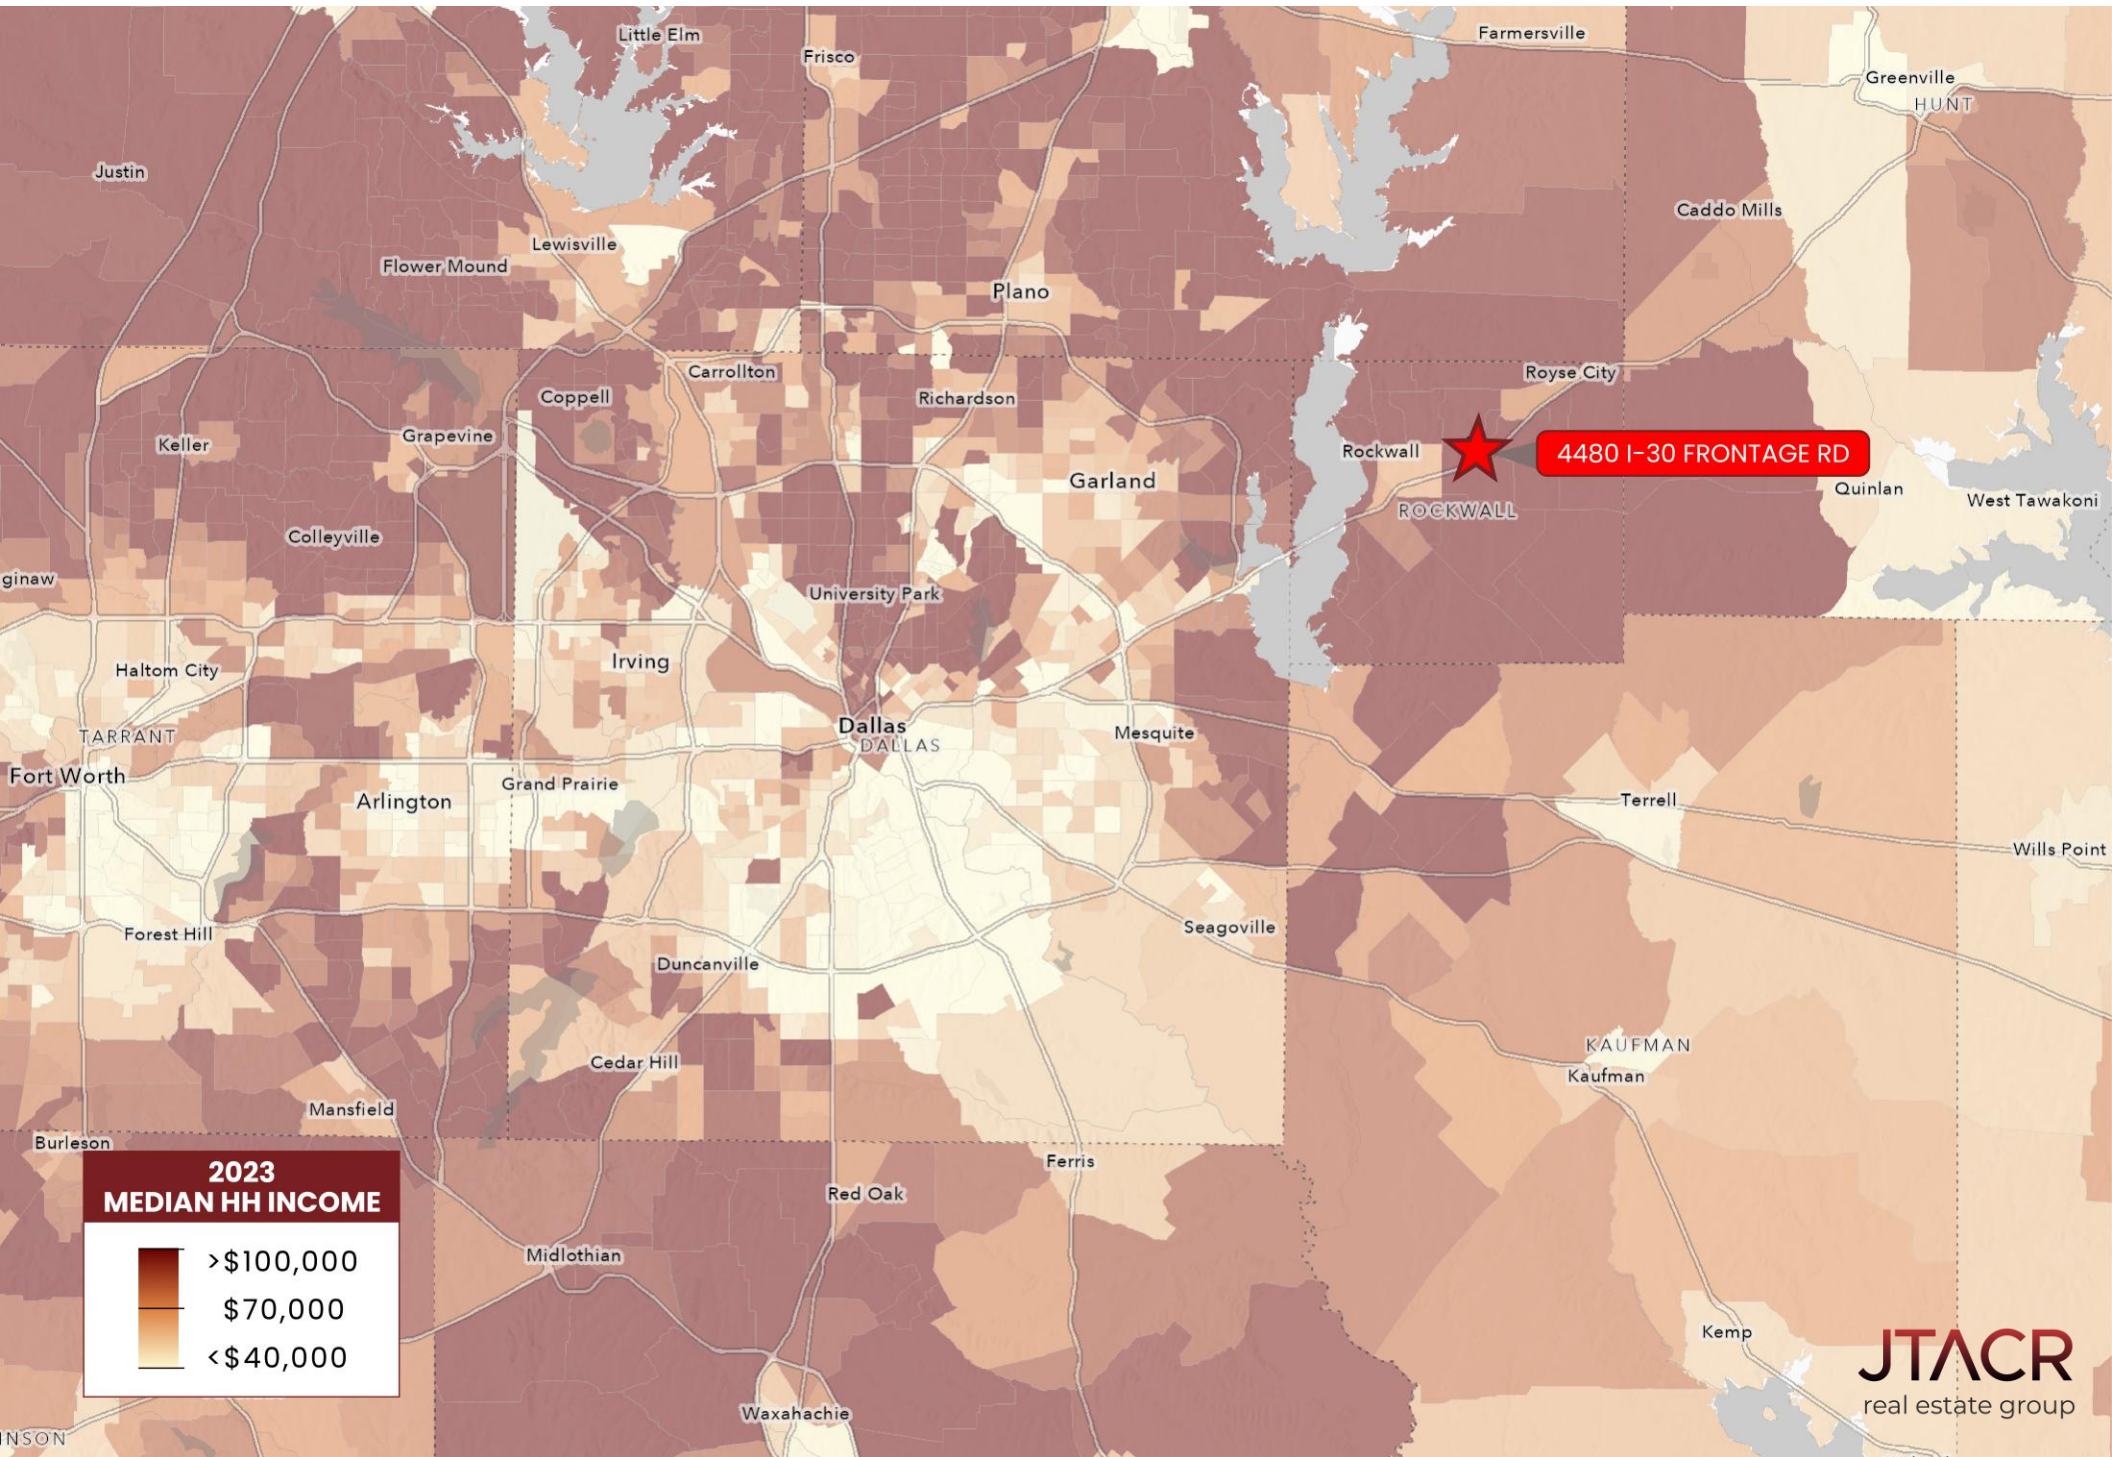 Little Elm
Frisco
Farmersville
Greenville
HUNT
Justin
Caddo Mills
Lewisville
Flower Mound
Plano
Carrollton
Royse City
Coppell
Richardson
Keller
Grapevine
Rockwall
4480 I-30 FRONTAGE RD
Garland
Quinlan
West Tawakoni
ROCKWALL
Colleyville
ginaw
University Park
Irving
Haltom City
Dallas
DALLAS
Mesquite
TARRANT
Fort Worth
Grand Prairie
Arlington
Terrell
Wills Point
Forest Hill
Seagoville
Duncanville
KAUFMAN
Kaufman
Cedar Hill
Mansfield
Burleson
Ferris
Red Oak
2023
MEDIAN HH INCOME
>$100,000
$70,000
<$40,000
Midlothian
Kemp
Waxahachie
INSON
JTACR
real estate group